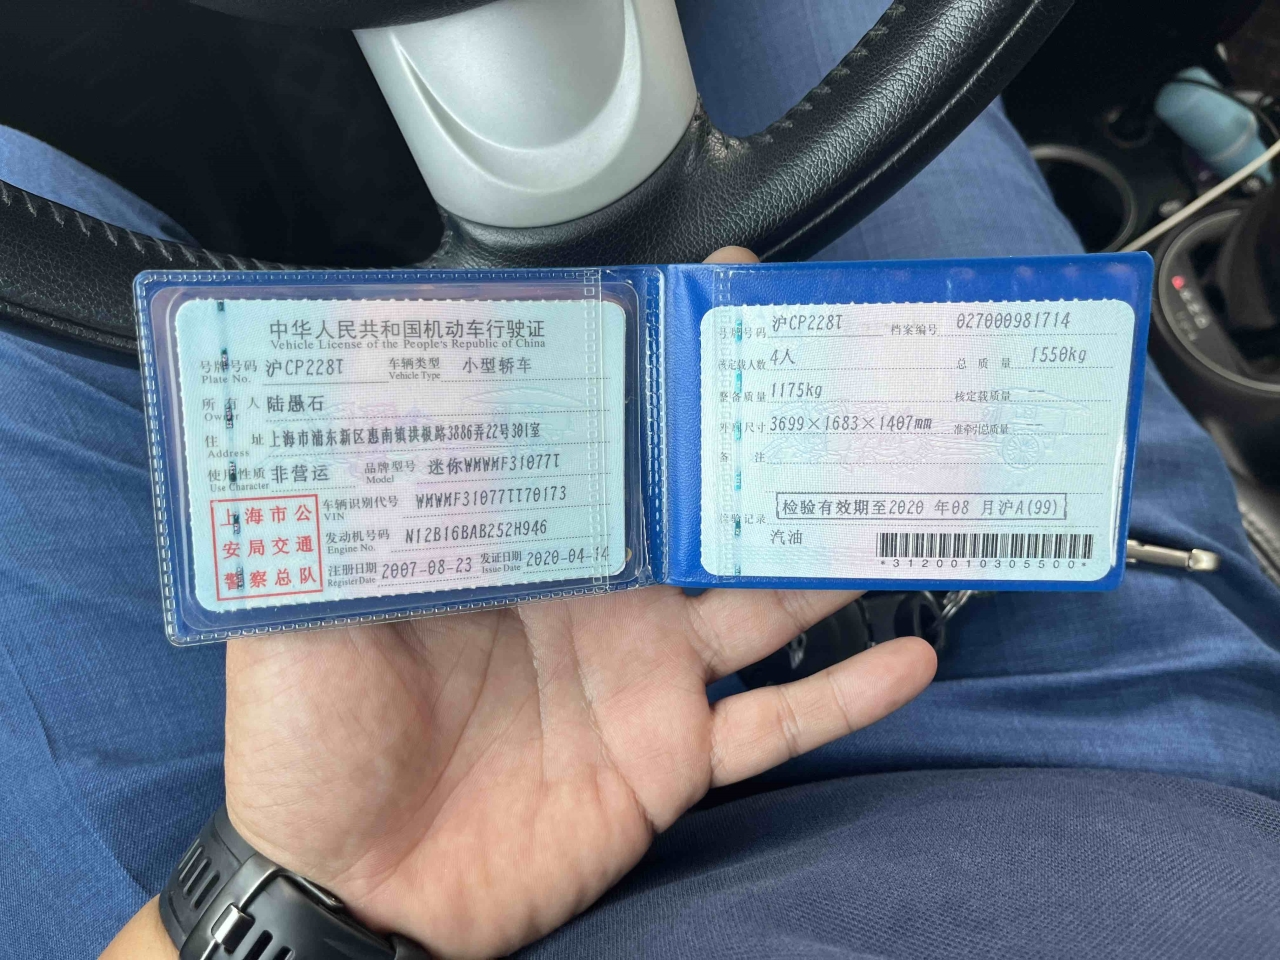 中华人民共和国机动车行驶证
Vehicle License of the People's Republic of China
号牌号码 沪CP228T 车辆类型 小型轿车
Plate No. Vehicle Type
所有人 陆愚石
Owner
住址 上海市浦东新区惠南镇拱极路3886弄22号301室
Address
使用性质 非营运 品牌型号 迷你WMWMF31077T
Use Character Model
上海市公
安局交通
警察总队
车辆识别代号 WMWMF31077TT70173
VIN
发动机号码 N12B16BAB252H946
Engine No.
注册日期 2007-08-23 发证日期 2020-04-14
Register Date Issue Date
号牌号码 沪CP228T 档案编号 027000981714
核定载人数 4人 总质量 1550kg
整备质量 1175kg 核定载质量 --
外廓尺寸 3699×1683×1407mm 准牵引总质量 --
备注
检验记录 检验有效期至2020 年08 月沪A(99)
汽油
*3120010305500*